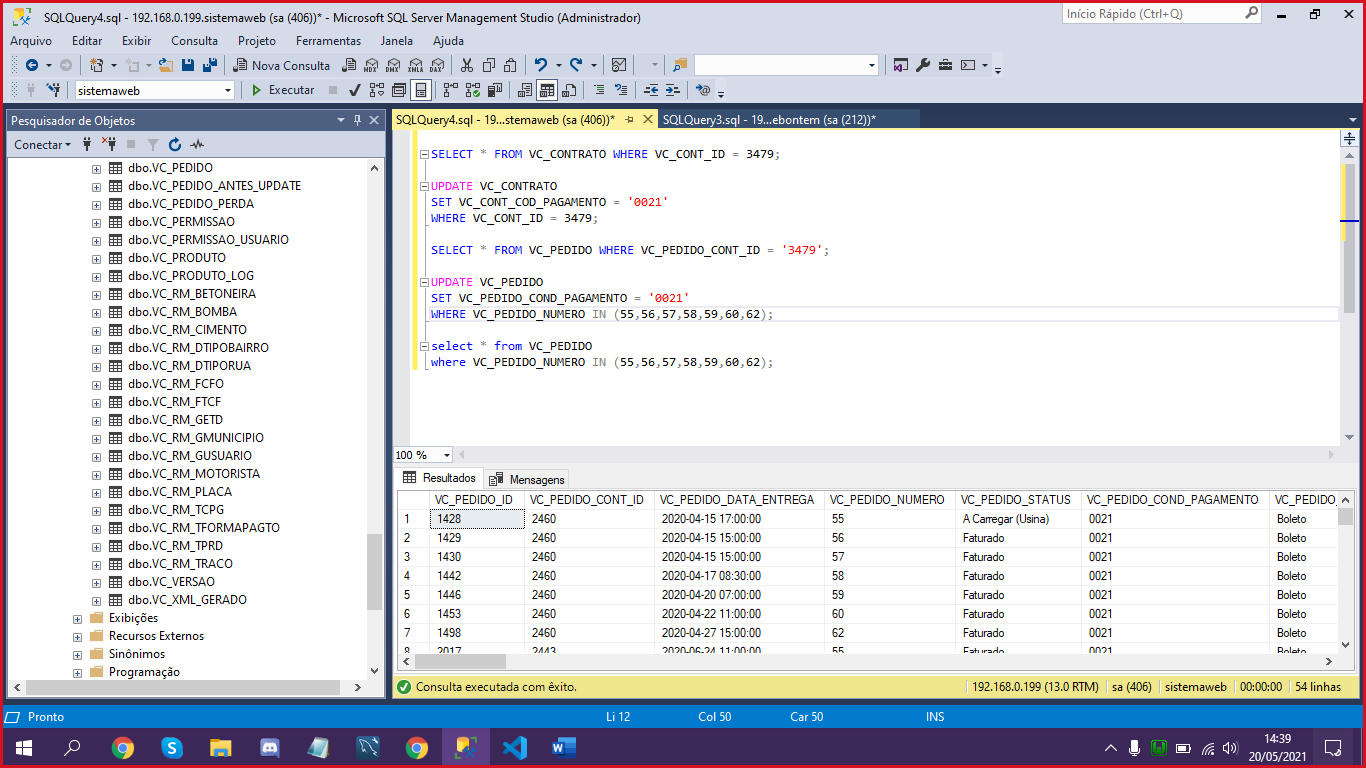 SQLQuery4.sql - 192.168.0.199.sistemaweb (sa (406))* - Microsoft SQL Server Management Studio (Administrador)
Início Rápido (Ctrl+Q)
Arquivo Editar Exibir Consulta Projeto Ferramentas Janela Ajuda
Nova Consulta MDX DMX XMLA DAX
sistemaweb Executar
Pesquisador de Objetos
SQLQuery4.sql - 19...stemaweb (sa (406))* SQLQuery3.sql - 19...ebontem (sa (212))*
Conectar
dbo.VC_PEDIDO
dbo.VC_PEDIDO_ANTES_UPDATE
dbo.VC_PEDIDO_PERDA
dbo.VC_PERMISSAO
dbo.VC_PERMISSAO_USUARIO
dbo.VC_PRODUTO
dbo.VC_PRODUTO_LOG
dbo.VC_RM_BETONEIRA
dbo.VC_RM_BOMBA
dbo.VC_RM_CIMENTO
dbo.VC_RM_DTIPOBAIRRO
dbo.VC_RM_DTIPORUA
dbo.VC_RM_FCFO
dbo.VC_RM_FTCF
dbo.VC_RM_GETD
dbo.VC_RM_GMUNICIPIO
dbo.VC_RM_GUSUARIO
dbo.VC_RM_MOTORISTA
dbo.VC_RM_PLACA
dbo.VC_RM_TCPG
dbo.VC_RM_TFORMAPAGTO
dbo.VC_RM_TPRD
dbo.VC_RM_TRACO
dbo.VC_VERSAO
dbo.VC_XML_GERADO
Exibições
Recursos Externos
Sinônimos
Programação
SELECT * FROM VC_CONTRATO WHERE VC_CONT_ID = 3479;
UPDATE VC_CONTRATO
SET VC_CONT_COD_PAGAMENTO = '0021'
WHERE VC_CONT_ID = 3479;
SELECT * FROM VC_PEDIDO WHERE VC_PEDIDO_CONT_ID = '3479';
UPDATE VC_PEDIDO
SET VC_PEDIDO_COND_PAGAMENTO = '0021'
WHERE VC_PEDIDO_NUMERO IN (55,56,57,58,59,60,62);
select * from VC_PEDIDO
where VC_PEDIDO_NUMERO IN (55,56,57,58,59,60,62);
100 %
Resultados Mensagens
VC_PEDIDO_ID VC_PEDIDO_CONT_ID VC_PEDIDO_DATA_ENTREGA VC_PEDIDO_NUMERO VC_PEDIDO_STATUS VC_PEDIDO_COND_PAGAMENTO VC_PEDIDO_
1 1428 2460 2020-04-15 17:00:00 55 A Carregar (Usina) 0021 Boleto
2 1429 2460 2020-04-15 15:00:00 56 Faturado 0021 Boleto
3 1430 2460 2020-04-15 15:00:00 57 Faturado 0021 Boleto
4 1442 2460 2020-04-17 08:30:00 58 Faturado 0021 Boleto
5 1446 2460 2020-04-20 07:00:00 59 Faturado 0021 Boleto
6 1453 2460 2020-04-22 11:00:00 60 Faturado 0021 Boleto
7 1498 2460 2020-04-27 15:00:00 62 Faturado 0021 Boleto
8 2017 2443 2020-06-24 11:00:00 55 Faturado 0021 Boleto
Consulta executada com êxito. 192.168.0.199 (13.0 RTM) sa (406) sistemaweb 00:00:00 54 linhas
Pronto Li 12 Col 50 Car 50 INS
14:39
20/05/2021